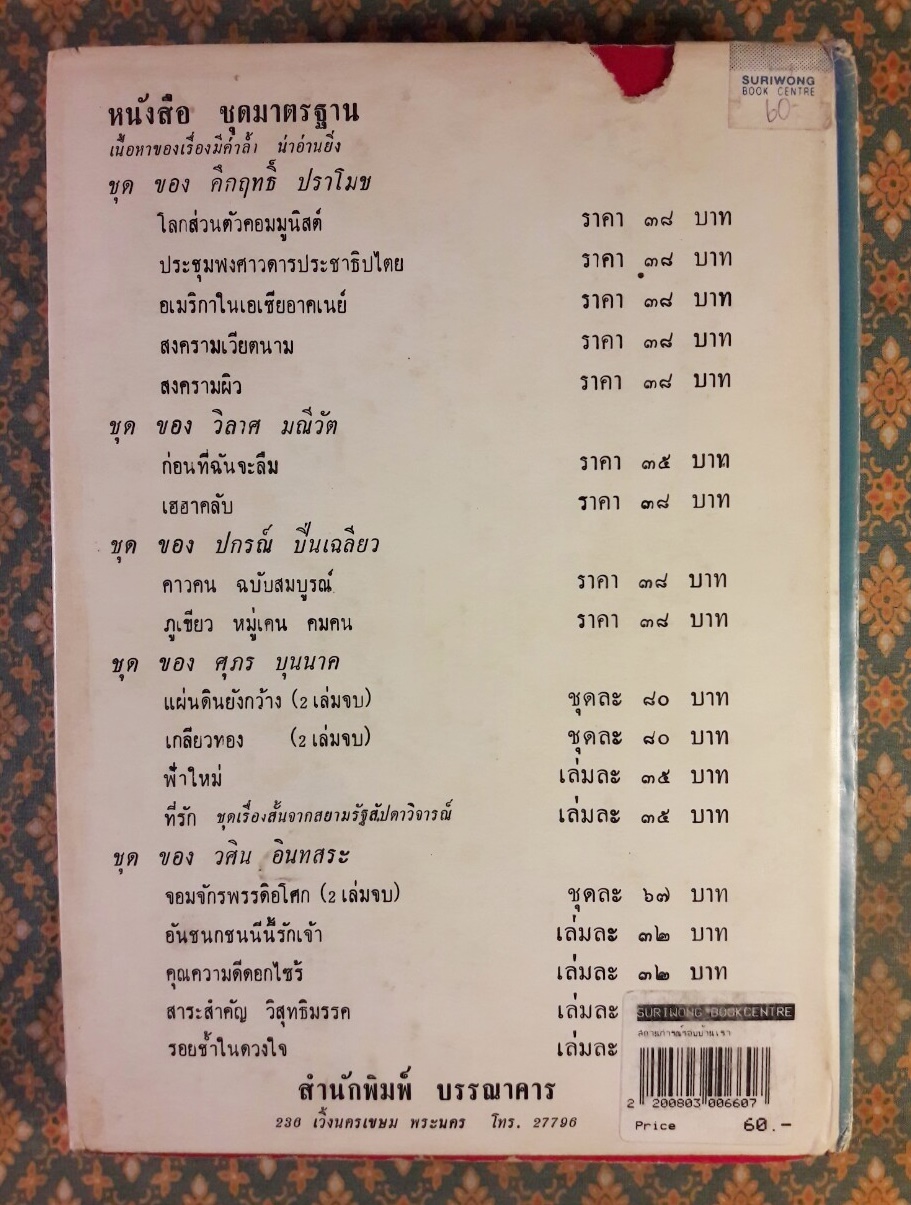 SURIWONG
BOOK CENTRE
60-
หนังสือ ชุดมาตรฐาน
เนื้อหาของเรื่องมีค่าล้ำ น่าอ่านยิ่ง
ชุด ของ คึกฤทธิ์ ปราโมช
โลกส่วนตัวคอมมูนิสต์ ราคา ๓๘ บาท
ประชุมพงศาวดารประชาธิปไตย ราคา ๓๘ บาท
อเมริกาในเอเซียอาคเนย์ ราคา ๓๘ บาท
สงครามเวียตนาม ราคา ๓๘ บาท
สงครามผิว ราคา ๓๘ บาท
ชุด ของ วิลาศ มณีวัต
ก่อนที่ฉันจะลืม ราคา ๓๕ บาท
เฮฮาคลับ ราคา ๓๘ บาท
ชุด ของ ปกรณ์ ปิ่นเฉลียว
คาวคน ฉบับสมบูรณ์ ราคา ๓๘ บาท
ภูเขียว หมู่เคน คมคน ราคา ๓๘ บาท
ชุด ของ ศุภร บุนนาค
แผ่นดินยังกว้าง (2 เล่มจบ) ชุดละ ๘๐ บาท
เกลียวทอง (2 เล่มจบ) ชุดละ ๘๐ บาท
ฟ้าใหม่ เล่มละ ๓๕ บาท
ที่รัก ชุดเรื่องสั้นจากสยามรัฐสัปดาวิจารณ์ เล่มละ ๓๕ บาท
ชุด ของ วศิน อินทสระ
จอมจักรพรรดิอโศก (2 เล่มจบ) ชุดละ ๖๗ บาท
อันชนกชนนีนี้รักเจ้า เล่มละ ๓๒ บาท
คุณความดีดอกไซร้ เล่มละ ๓๒ บาท
สาระสำคัญ วิสุทธิมรรค เล่มละ
รอยช้ำในดวงใจ เล่มละ
สำนักพิมพ์ บรรณาคาร
236 เวิ้งนครเขษม พระนคร โทร. 27796
SURIWONG BOOKCENTRE
สถานการณ์รอบบ้านเรา
2 200803 006607
Price 60.-